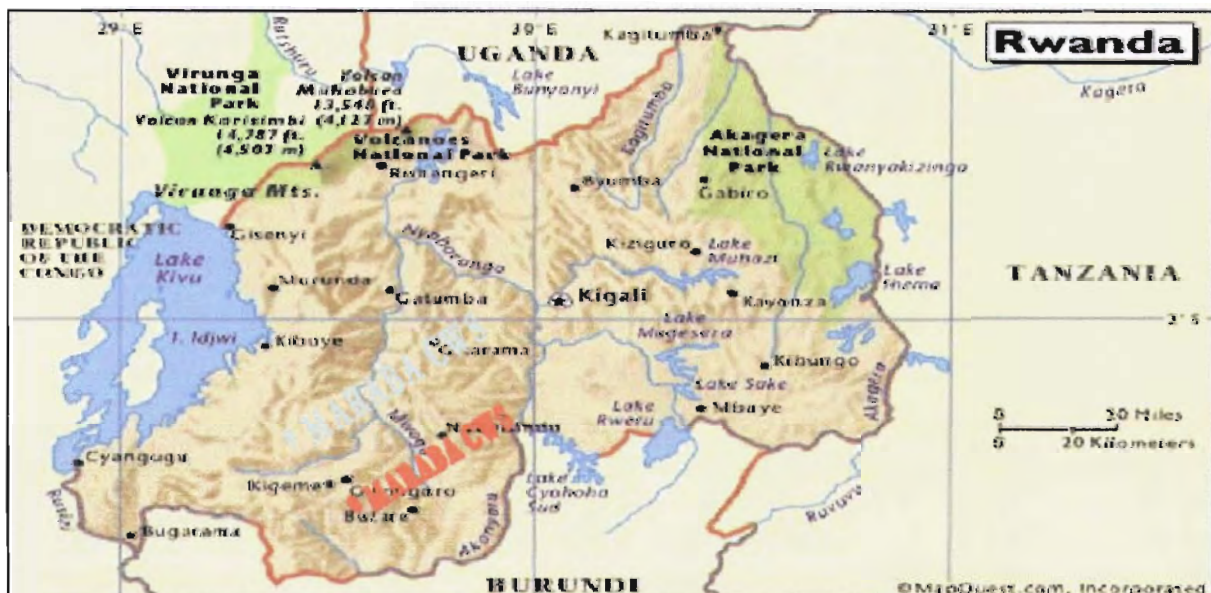 29°E
30°E
31°E
Rwanda
UGANDA
Kagitumba
Rutshuru
Virunga
National
Park
Volcan
Muhabura
13,540 ft.
(4,127 m)
Volcan Karisimbi
14,787 ft.
(4,507 m)
Lake
Bunyonyi
Kagera
Kagitumba
Akagera
National
Park
Lake
Rwanyakizinga
Volcanoes
National Park
Virunga Mts.
Byumba
Gabiro
DEMOCRATIC
REPUBLIC
OF THE
CONGO
Gisenyi
Lake
Kivu
Nyabarongo
Kiziguro
Lake
Muhazi
Lake
Ihema
TANZANIA
Murunda
Gatumba
Kigali
Kayonza
2°S
I. Idjwi
Kibuye
Lake
Mugesera
Kibungo
Lake Sake
Mbaye
Lake
Rweru
Akagera
20 Miles
20 Kilometers
Cyangugu
Kigeme
Butare
Lake
Cyohoha
Sud
Akanyaru
Ruvuvu
Bugarama
BURUNDI
©MapQuest.com, Incorporated